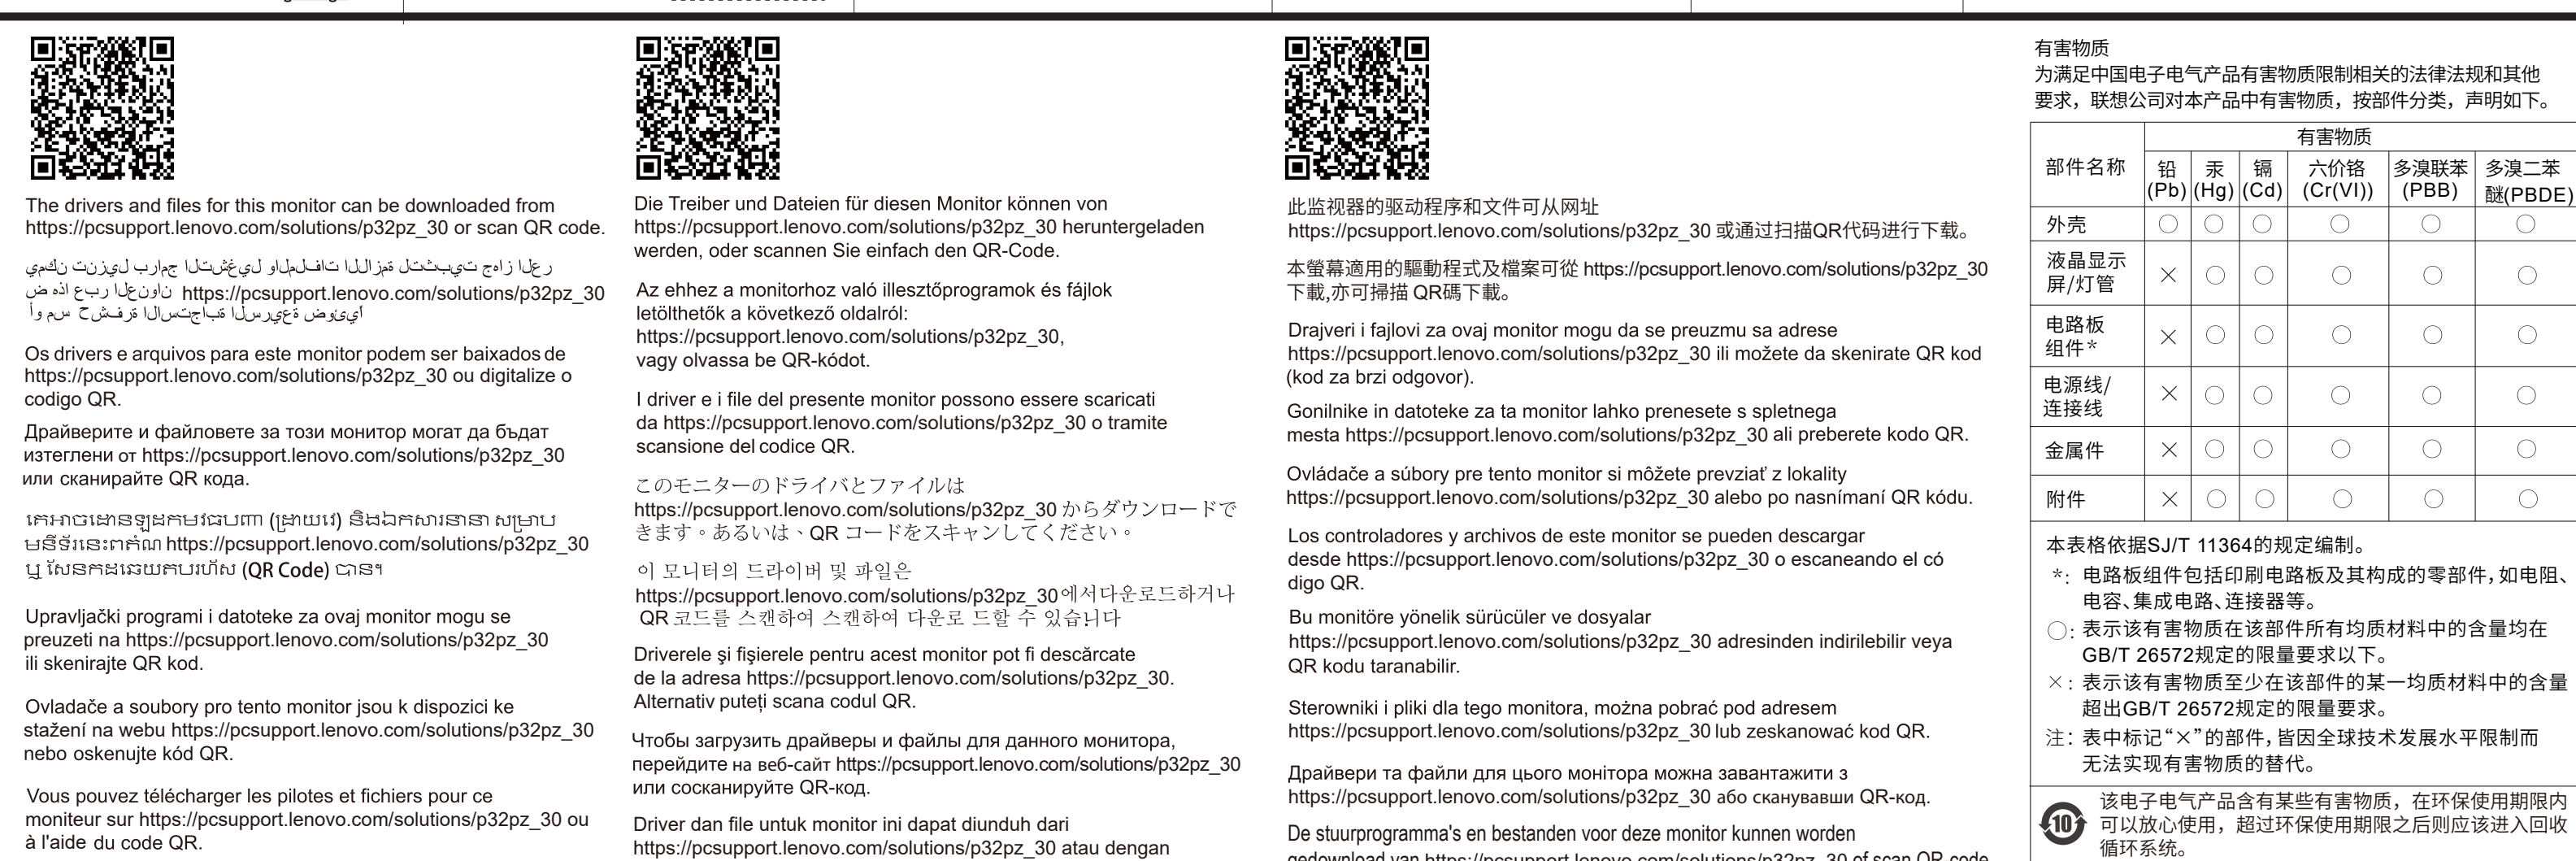 The drivers and files for this monitor can be downloaded from
https://pcsupport.lenovo.com/solutions/p32pz_30 or scan QR code.
رعلا زاهج تيبثتل ةمزاللا تافلملاو ليغشتلا جمارب ليزنت نكمي
ناونعلا ربع اذه ض https://pcsupport.lenovo.com/solutions/p32pz_30
Os drivers e arquivos para este monitor podem ser baixados de
https://pcsupport.lenovo.com/solutions/p32pz_30 ou digitalize o
codigo QR.
Драйверите и файловете за този монитор могат да бъдат
изтеглени от https://pcsupport.lenovo.com/solutions/p32pz_30
или сканирайте QR кода.
https://pcsupport.lenovo.com/solutions/p32pz_30
(QR Code)
Upravljački programi i datoteke za ovaj monitor mogu se
preuzeti na https://pcsupport.lenovo.com/solutions/p32pz_30
ili skenirajte QR kod.
Ovladače a soubory pro tento monitor jsou k dispozici ke
stažení na webu https://pcsupport.lenovo.com/solutions/p32pz_30
nebo oskenujte kód QR.
Vous pouvez télécharger les pilotes et fichiers pour ce
moniteur sur https://pcsupport.lenovo.com/solutions/p32pz_30 ou
à l'aide du code QR.
Die Treiber und Dateien für diesen Monitor können von
https://pcsupport.lenovo.com/solutions/p32pz_30 heruntergeladen
werden, oder scannen Sie einfach den QR-Code.
Az ehhez a monitorhoz való illesztőprogramok és fájlok
letölthetők a következő oldalról:
https://pcsupport.lenovo.com/solutions/p32pz_30,
vagy olvassa be QR-kódot.
I driver e i file del presente monitor possono essere scaricati
da https://pcsupport.lenovo.com/solutions/p32pz_30 o tramite
scansione del codice QR.
このモニターのドライバとファイルは
https://pcsupport.lenovo.com/solutions/p32pz_30 からダウンロードで
きます。あるいは、QR コードをスキャンしてください。
이 모니터의 드라이버 및 파일은
https://pcsupport.lenovo.com/solutions/p32pz_30에서다운로드하거나
QR 코드를 스캔하여 스캔하여 다운로 드할 수 있습니다
Driverele şi fişierele pentru acest monitor pot fi descărcate
de la adresa https://pcsupport.lenovo.com/solutions/p32pz_30.
Alternativ puteți scana codul QR.
Чтобы загрузить драйверы и файлы для данного монитора,
перейдите на веб-сайт https://pcsupport.lenovo.com/solutions/p32pz_30
или сосканируйте QR-код.
Driver dan file untuk monitor ini dapat diunduh dari
https://pcsupport.lenovo.com/solutions/p32pz_30 atau dengan
此监视器的驱动程序和文件可从网址
https://pcsupport.lenovo.com/solutions/p32pz_30 或通过扫描QR代码进行下载。
本螢幕適用的驅動程式及檔案可從 https://pcsupport.lenovo.com/solutions/p32pz_30
下載,亦可掃描 QR碼下載。
Drajveri i fajlovi za ovaj monitor mogu da se preuzmu sa adrese
https://pcsupport.lenovo.com/solutions/p32pz_30 ili možete da skenirate QR kod
(kod za brzi odgovor).
Gonilnike in datoteke za ta monitor lahko prenesete s spletnega
mesta https://pcsupport.lenovo.com/solutions/p32pz_30 ali preberete kodo QR.
Ovládače a súbory pre tento monitor si môžete prevziať z lokality
https://pcsupport.lenovo.com/solutions/p32pz_30 alebo po nasnímaní QR kódu.
Los controladores y archivos de este monitor se pueden descargar
desde https://pcsupport.lenovo.com/solutions/p32pz_30 o escaneando el có
digo QR.
Bu monitöre yönelik sürücüler ve dosyalar
https://pcsupport.lenovo.com/solutions/p32pz_30 adresinden indirilebilir veya
QR kodu taranabilir.
Sterowniki i pliki dla tego monitora, można pobrać pod adresem
https://pcsupport.lenovo.com/solutions/p32pz_30 lub zeskanować kod QR.
Драйвери та файли для цього монітора можна завантажити з
https://pcsupport.lenovo.com/solutions/p32pz_30 або сканувавши QR-код.
De stuurprogramma's en bestanden voor deze monitor kunnen worden
gedownload van https://pcsupport.lenovo.com/solutions/p32pz_30 of scan QR-code
有害物质
为满足中国电子电气产品有害物质限制相关的法律法规和其他
要求，联想公司对本产品中有害物质，按部件分类，声明如下。
部件名称 有害物质
铅 汞 镉 六价铬 多溴联苯 多溴二苯
(Pb) (Hg) (Cd) (Cr(VI)) (PBB) 醚(PBDE)
外壳 ○ ○ ○ ○ ○ ○
液晶显示
屏/灯管 × ○ ○ ○ ○ ○
电路板
组件* × ○ ○ ○ ○ ○
电源线/
连接线 × ○ ○ ○ ○ ○
金属件 × ○ ○ ○ ○ ○
附件 × ○ ○ ○ ○ ○
本表格依据SJ/T 11364的规定编制。
*: 电路板组件包括印刷电路板及其构成的零部件,如电阻、
电容、集成电路、连接器等。
○: 表示该有害物质在该部件所有均质材料中的含量均在
GB/T 26572规定的限量要求以下。
×: 表示该有害物质至少在该部件的某一均质材料中的含量
超出GB/T 26572规定的限量要求。
注: 表中标记“×”的部件,皆因全球技术发展水平限制而
无法实现有害物质的替代。
10
该电子电气产品含有某些有害物质，在环保使用期限内
可以放心使用，超过环保使用期限之后则应该进入回收
循环系统。